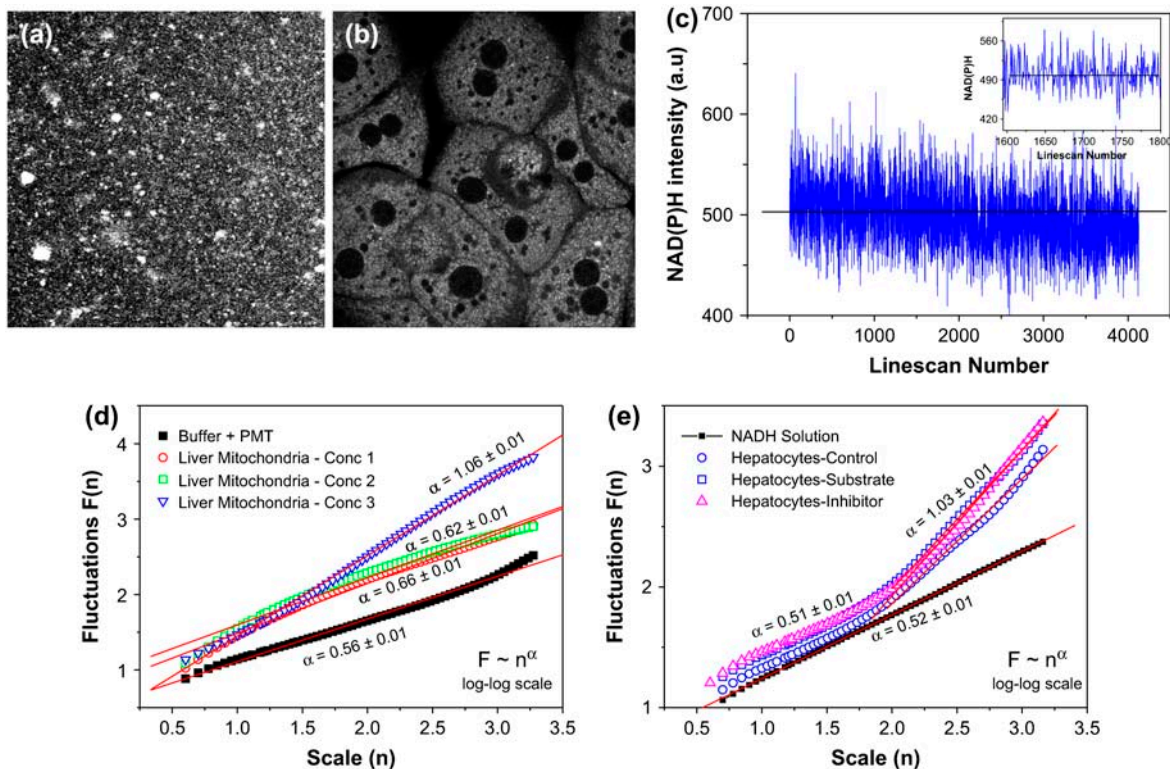 (a)
(b)
(c)
NAD(P)H intensity (a.u)
700
600
500
400
0
1000
2000
3000
4000
Linescan Number
NAD(P)H
560
490
420
1600
1650
1700
1750
1800
Linescan Number
(d)
Fluctuations F(n)
4
3
2
1
Buffer + PMT
Liver Mitochondria - Conc 1
Liver Mitochondria - Conc 2
Liver Mitochondria - Conc 3
α = 1.06 ± 0.01
α = 0.62 ± 0.01
α = 0.66 ± 0.01
α = 0.56 ± 0.01
F ~ n^α
log-log scale
0.5
1.0
1.5
2.0
2.5
3.0
3.5
Scale (n)
(e)
Fluctuations F(n)
3
2
1
NADH Solution
Hepatocytes-Control
Hepatocytes-Substrate
Hepatocytes-Inhibitor
α = 1.03 ± 0.01
α = 0.51 ± 0.01
α = 0.52 ± 0.01
F ~ n^α
log-log scale
0.5
1.0
1.5
2.0
2.5
3.0
3.5
Scale (n)